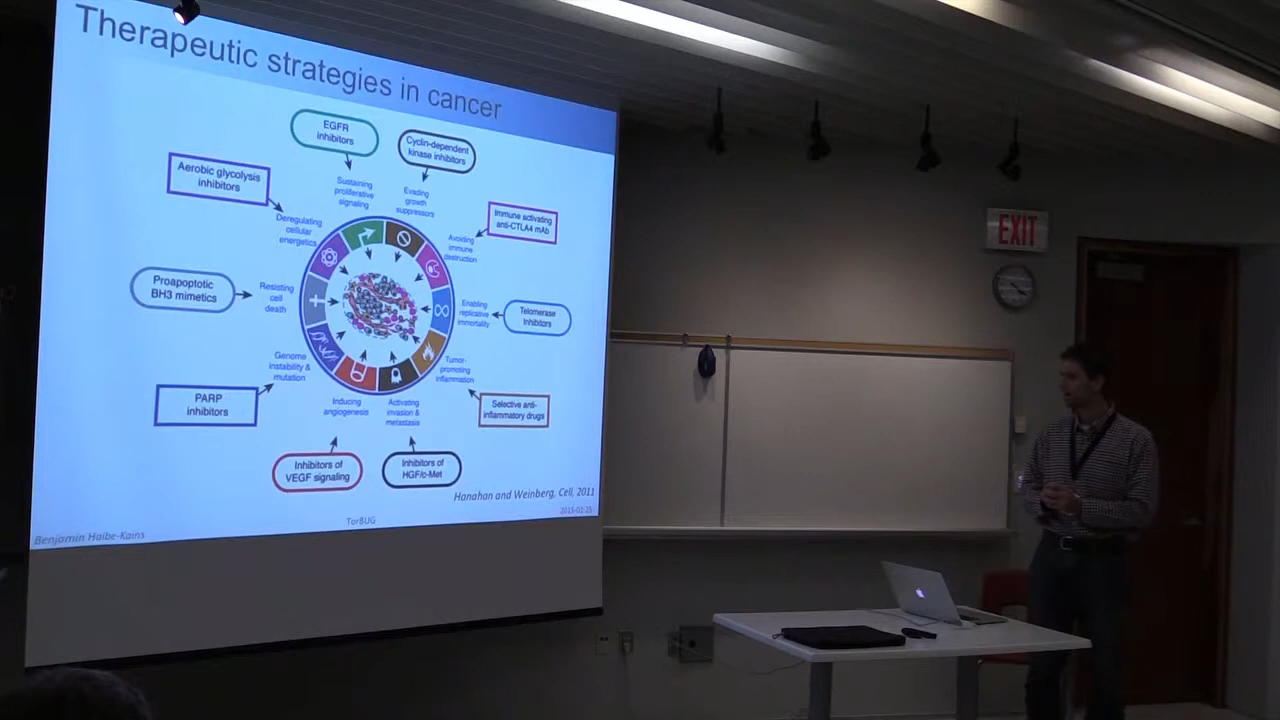 Therapeutic strategies in cancer
EGFR
inhibitors
Cyclin-dependent
kinase inhibitors
Aerobic glycolysis
inhibitors
Sustaining
proliferative
signaling
Evading
growth
suppressors
Immune activating
anti-CTLA4 mAb
Deregulating
cellular
energetics
Avoiding
immune
destruction
Proapoptotic
BH3 mimetics
Resisting
cell
death
Enabling
replicative
immortality
Telomerase
Inhibitors
Genome
instability &
mutation
Tumor-
promoting
inflammation
PARP
inhibitors
Inducing
angiogenesis
Activating
invasion &
metastasis
Selective anti-
inflammatory drugs
Inhibitors of
VEGF signaling
Inhibitors of
HGF/c-Met
Hanahan and Weinberg, Cell, 2011
Benjamin Haibe-Kains
TorBUG
2015-02-25
EXIT